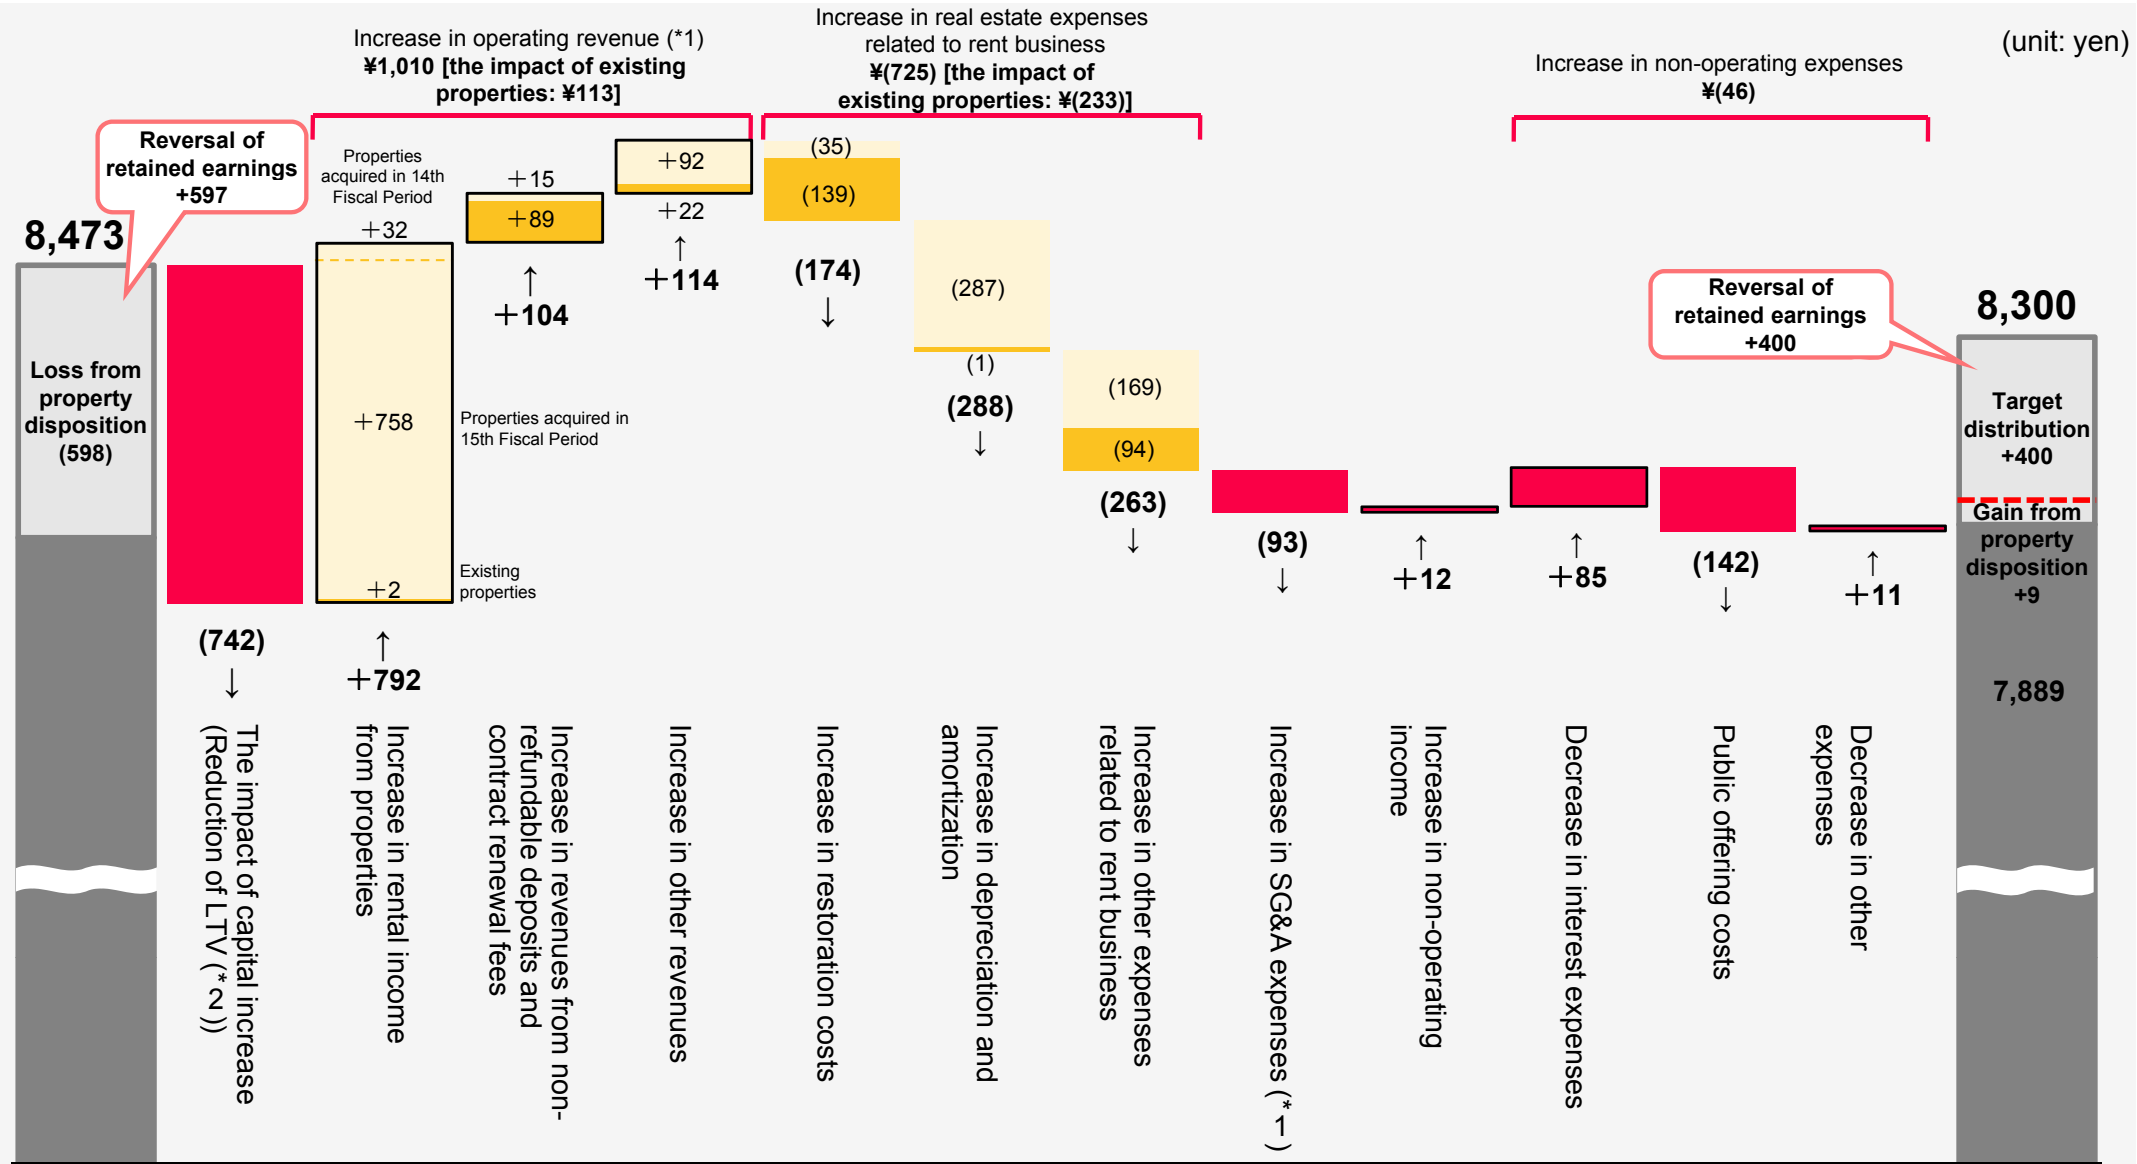 (unit: yen)
Increase in operating revenue (*1)
¥1,010 [the impact of existing
properties: ¥113]
Increase in real estate expenses
related to rent business
¥(725) [the impact of
existing properties: ¥(233)]
Increase in non-operating expenses
¥(46)
Reversal of
retained earnings
+597
8,473
Loss from
property
disposition
(598)
(742)
↓
Properties
acquired in 14th
Fiscal Period
+32
+758
Properties acquired in
15th Fiscal Period
+2
Existing
properties
↑
+792
+15
+89
↑
+104
+92
+22
↑
+114
(35)
(139)
(174)
↓
(287)
(1)
(288)
↓
(169)
(94)
(263)
↓
(93)
↓
↑
+12
↑
+85
(142)
↓
↑
+11
Reversal of
retained earnings
+400
8,300
Target
distribution
+400
Gain from
property
disposition
+9
7,889
The impact of capital increase
(Reduction of LTV (*2))
Increase in rental income
from properties
Increase in revenues from non-
refundable deposits and
contract renewal fees
Increase in other revenues
Increase in restoration costs
Increase in depreciation and
amortization
Increase in other expenses
related to rent business
Increase in SG&A expenses (*1)
Increase in non-operating
income
Decrease in interest expenses
Public offering costs
Decrease in other
expenses